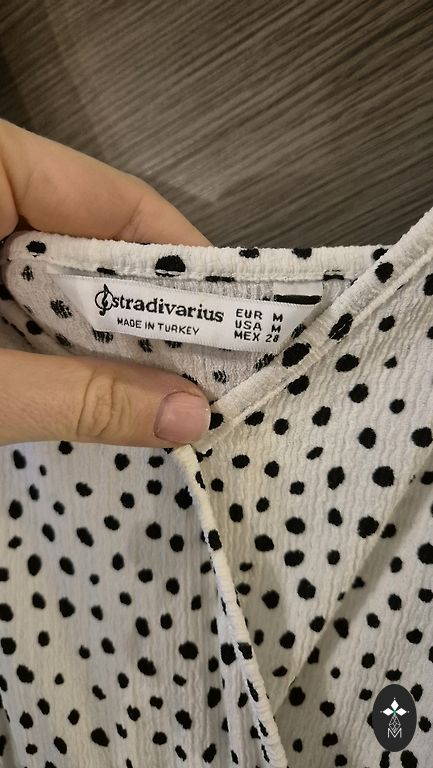 stradivarius
MADE IN TURKEY
EUR M
USA M
MEX 28
M